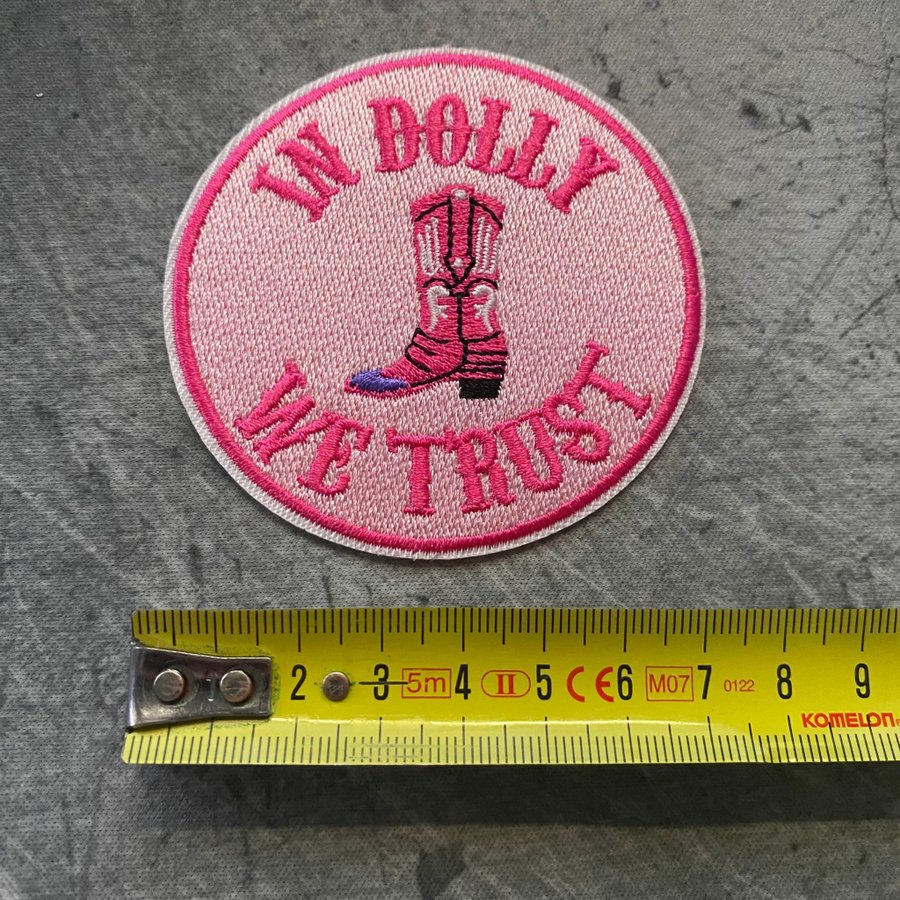 IN DOLLY
WE TRUST
2 3 5m 4 II 5 CE 6 M07 7 0122 8 9
KOMELON